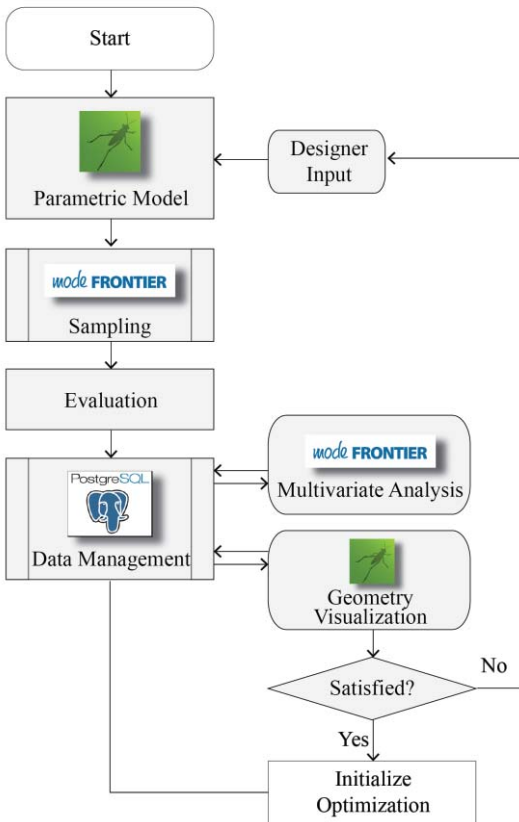 Start
Designer
Input
Parametric Model
mode FRONTIER
Sampling
Evaluation
PostgreSQL
Data Management
mode FRONTIER
Multivariate Analysis
Geometry
Visualization
Satisfied?
No
Yes
Initialize
Optimization